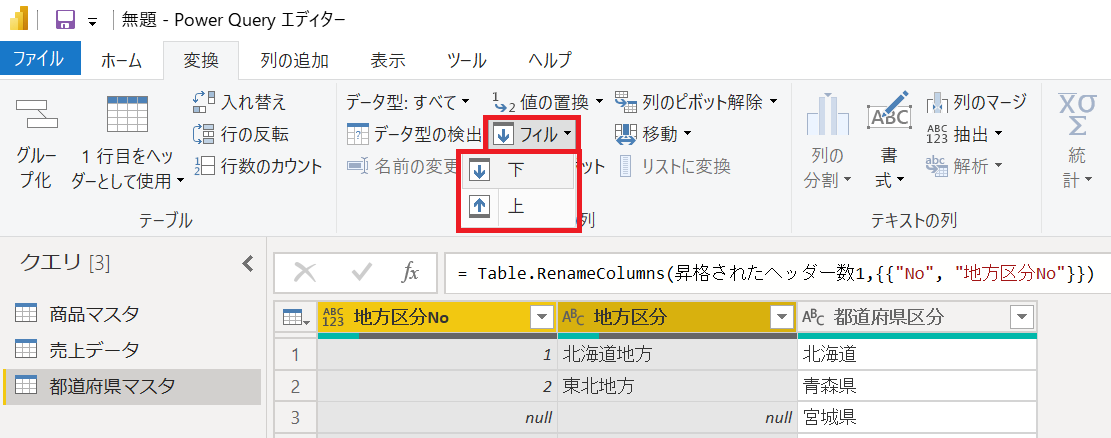 無題 - Power Query エディター
ファイル ホーム 変換 列の追加 表示 ツール ヘルプ
グループ化
1 行目をヘッダーとして使用
入れ替え
行の反転
行数のカウント
テーブル
データ型: すべて
データ型の検出
名前の変更
値の置換
フィル
下
上
ット
列
列のピボット解除
移動
リストに変換
列の分割
書式
列のマージ
抽出
解析
テキストの列
統計
クエリ [3]
商品マスタ
売上データ
都道府県マスタ
= Table.RenameColumns(昇格されたヘッダー数1,{{"No", "地方区分No"}})
ABC 123 地方区分No ABC 地方区分 ABC 都道府県区分
1 1 北海道地方 北海道
2 2 東北地方 青森県
3 null null 宮城県